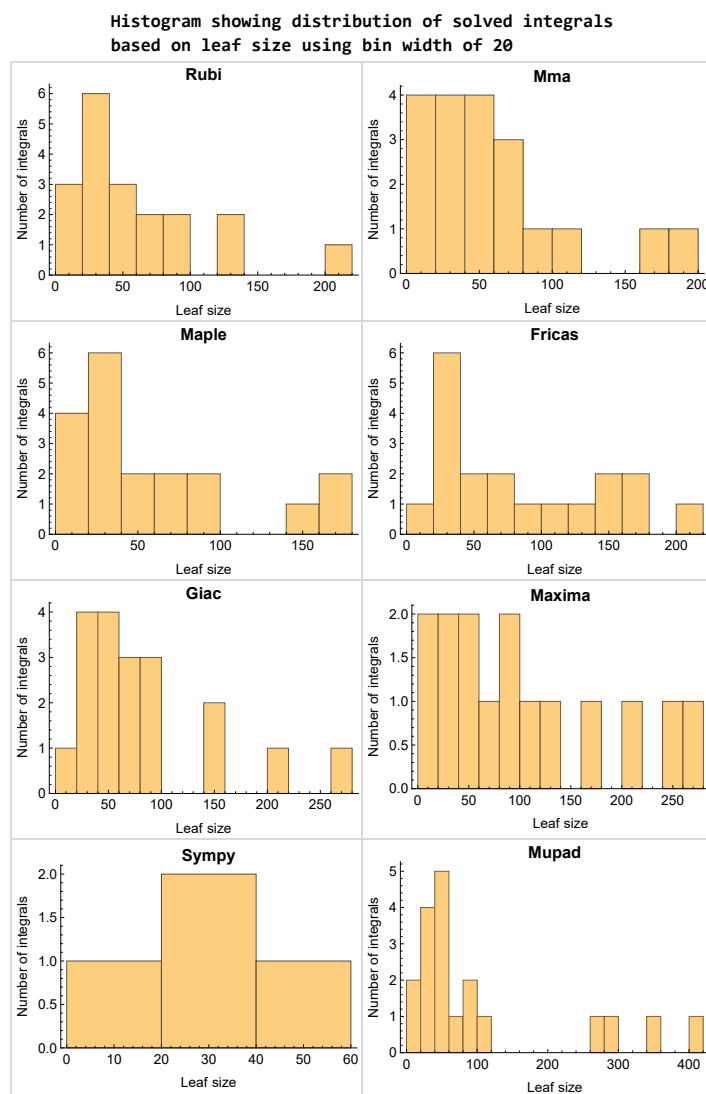 Histogram showing distribution of solved integrals
based on leaf size using bin width of 20
Rubi
Number of integrals
6
5
4
3
2
1
0
0 50 100 150 200
Leaf size
Mma
Number of integrals
4
3
2
1
0
0 50 100 150 200
Leaf size
Maple
Number of integrals
6
5
4
3
2
1
0
0 50 100 150
Leaf size
Fricas
Number of integrals
6
5
4
3
2
1
0
0 50 100 150 200
Leaf size
Giac
Number of integrals
4
3
2
1
0
0 50 100 150 200 250
Leaf size
Maxima
Number of integrals
2.0
1.5
1.0
0.5
0.0
0 50 100 150 200 250
Leaf size
Sympy
Number of integrals
2.0
1.5
1.0
0.5
0.0
0 10 20 30 40 50 60
Leaf size
Mupad
Number of integrals
5
4
3
2
1
0
0 100 200 300 400
Leaf size